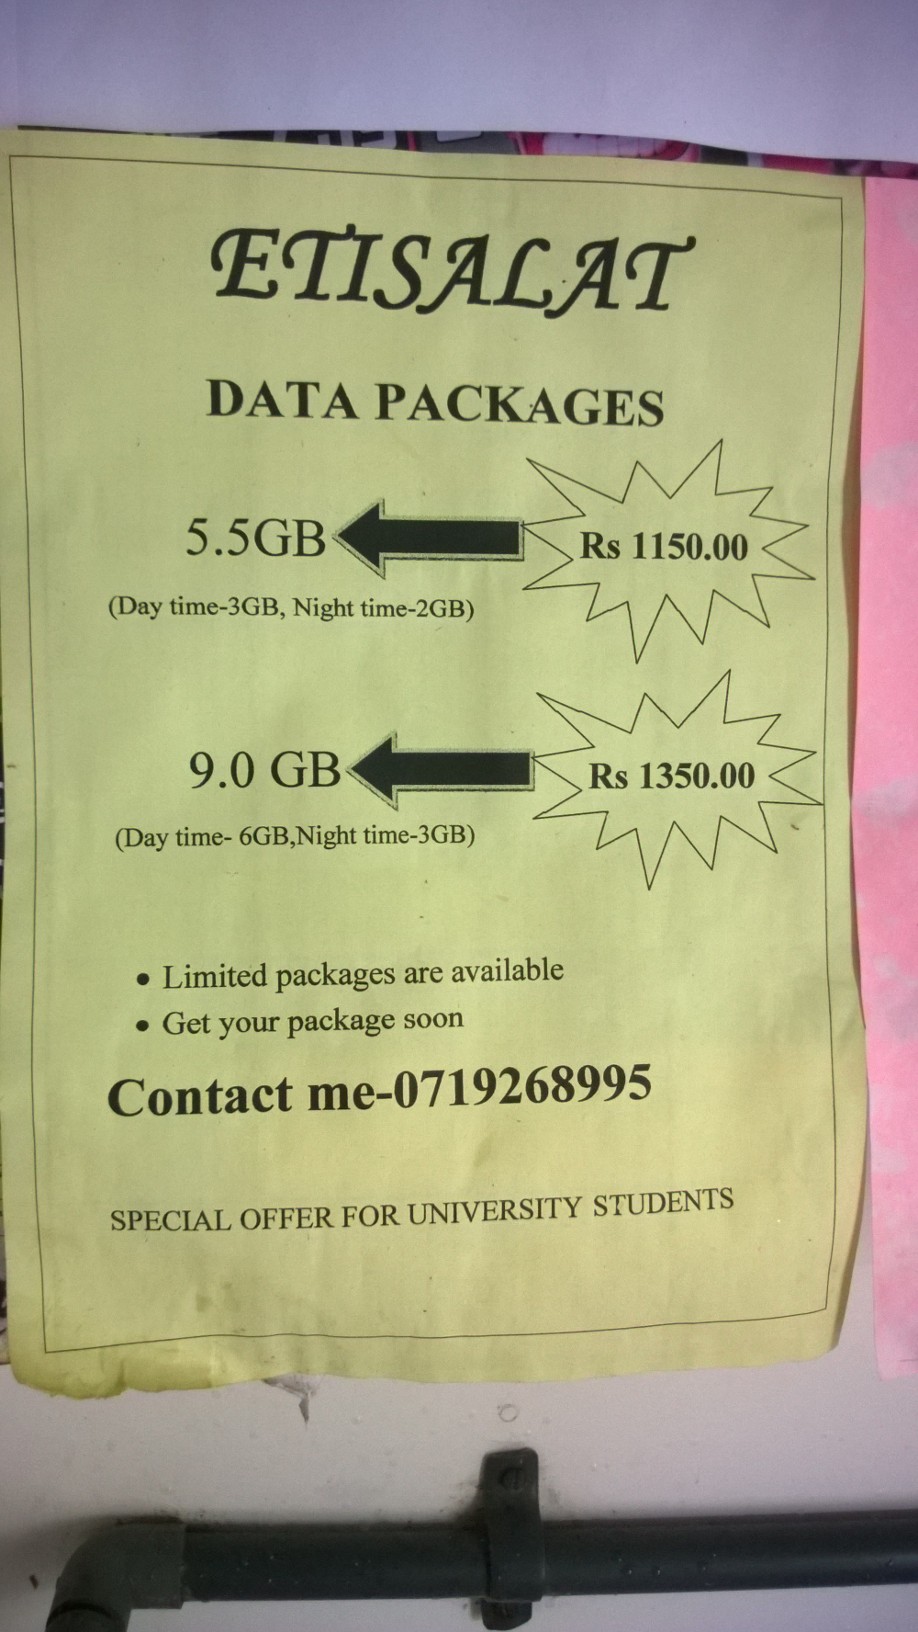 ETISALAT
DATA PACKAGES
5.5GB
Rs 1150.00
(Day time-3GB, Night time-2GB)
9.0 GB
Rs 1350.00
(Day time- 6GB,Night time-3GB)
• Limited packages are available
• Get your package soon
Contact me-0719268995
SPECIAL OFFER FOR UNIVERSITY STUDENTS